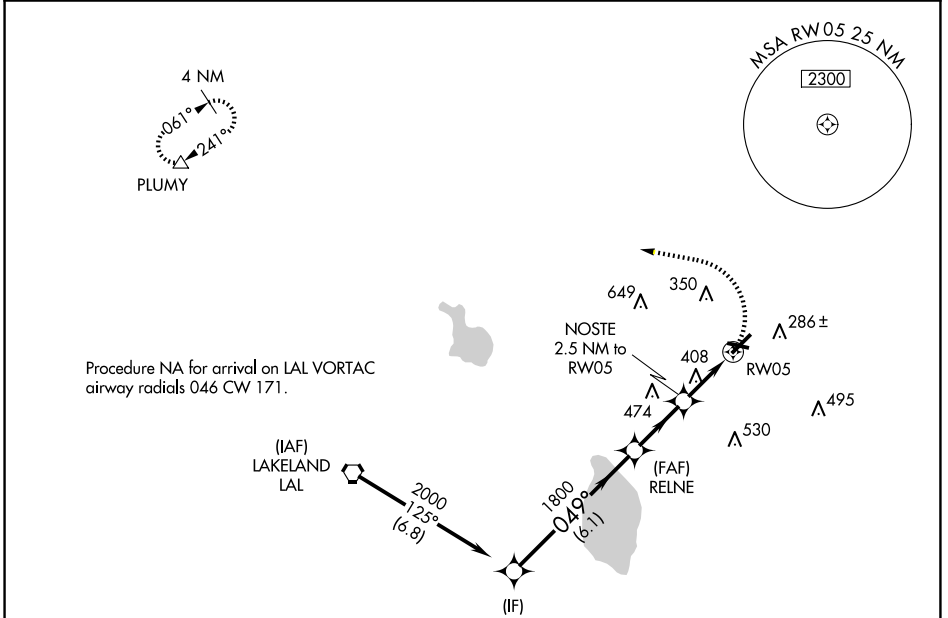 MSA RW05 25 NM
2300
4 NM
061°
241°
PLUMY
649
350
286±
NOSTE
2.5 NM to
RW05
408
RW05
474
495
530
Procedure NA for arrival on LAL VORTAC
airway radials 046 CW 171.
(IAF)
LAKELAND
LAL
2000
125°
(6.8)
1800
049°
(6.1)
(FAF)
RELNE
(IF)